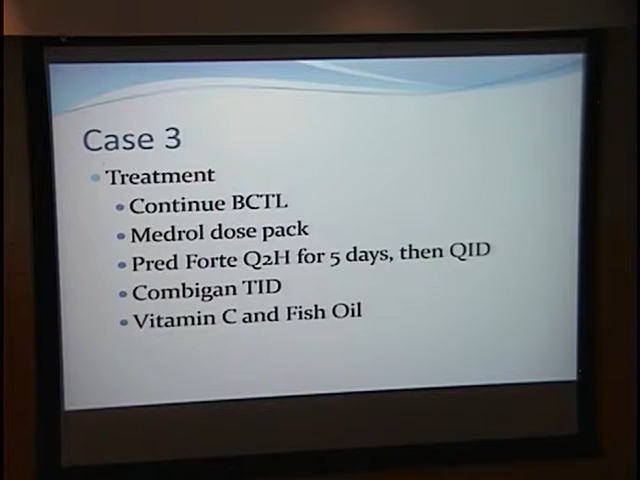 Case 3
Treatment
Continue BCTL
Medrol dose pack
Pred Forte Q2H for 5 days, then QID
Combigan TID
Vitamin C and Fish Oil